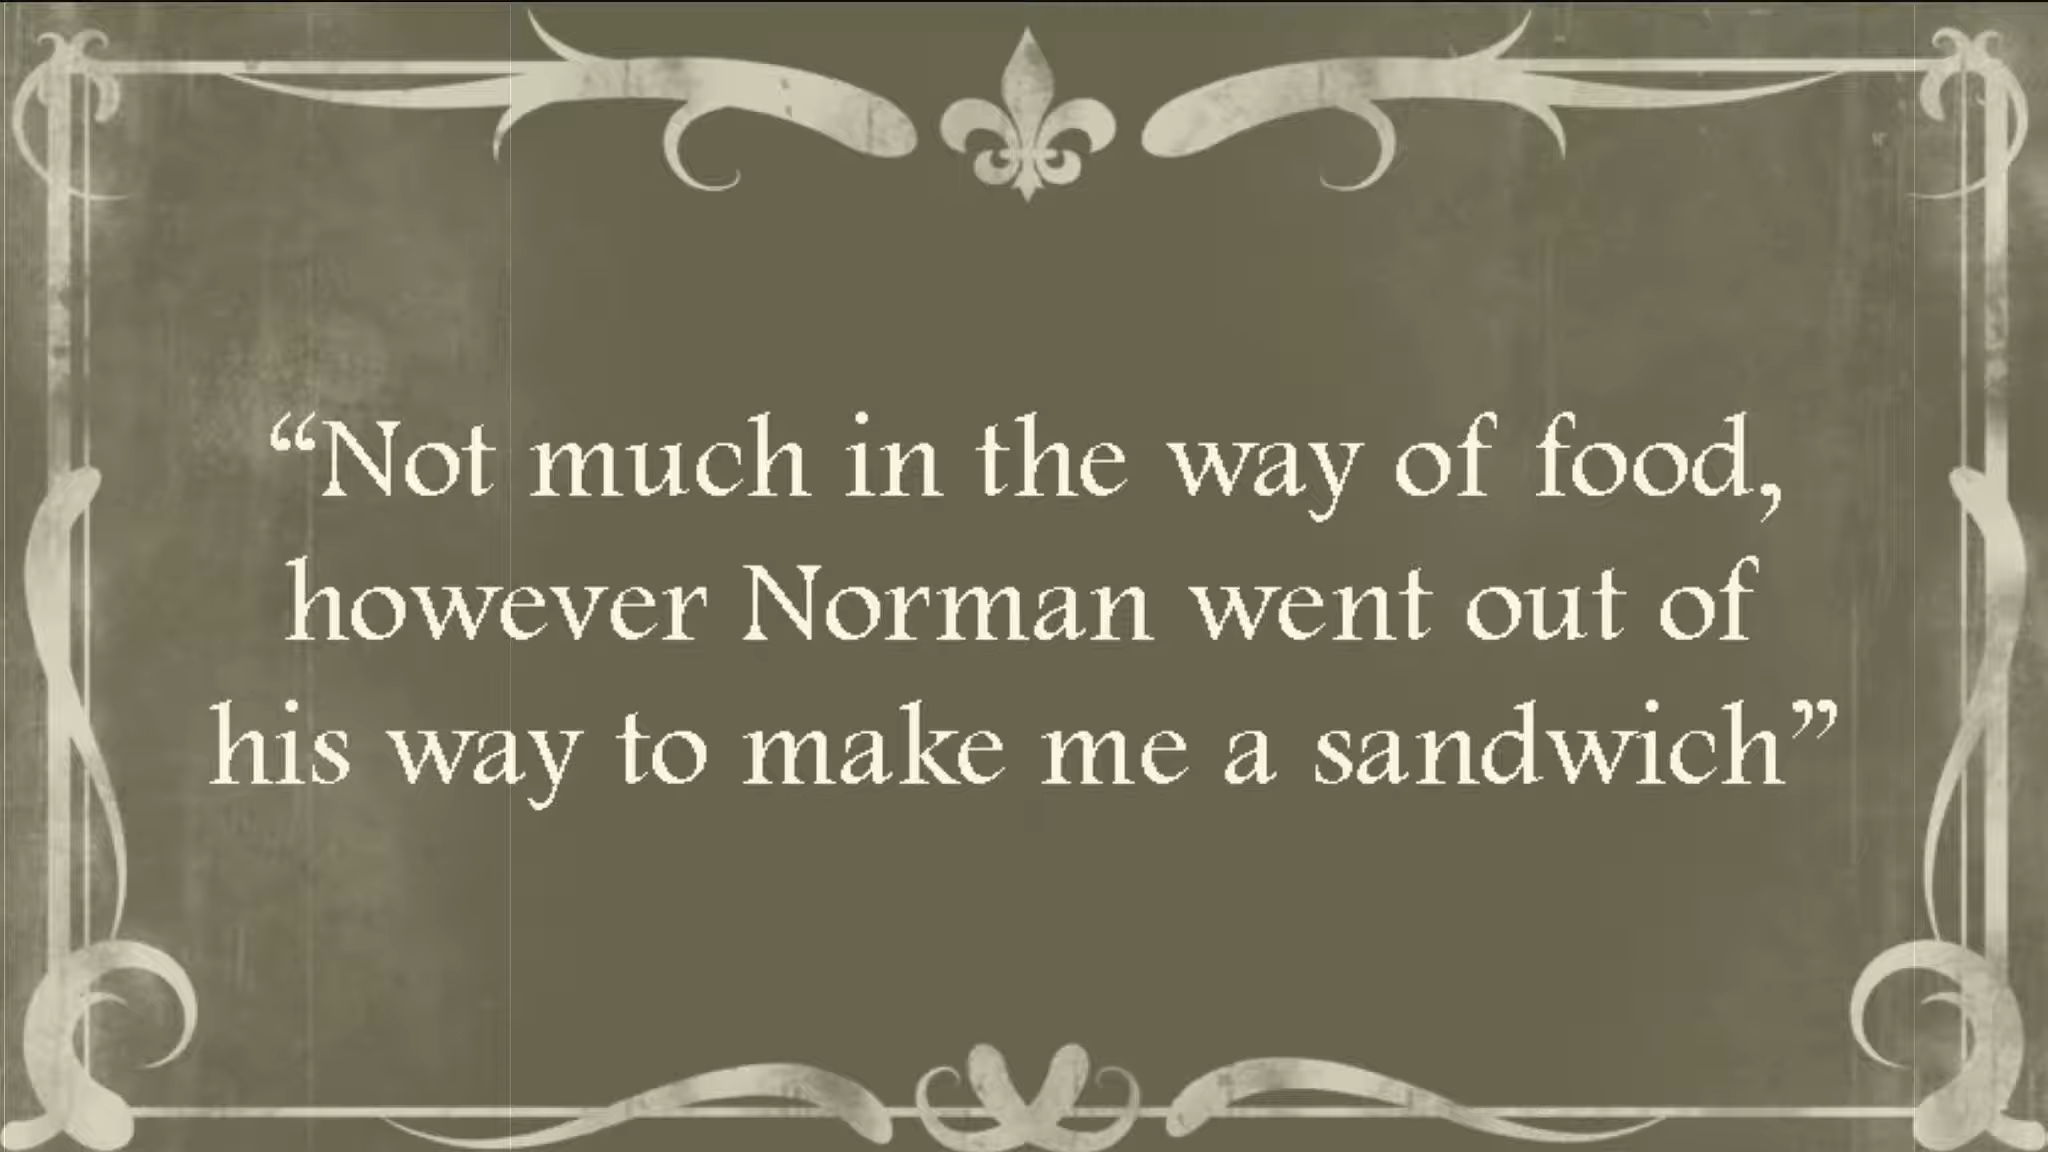 “Not much in the way of food,
however Norman went out of
his way to make me a sandwich”